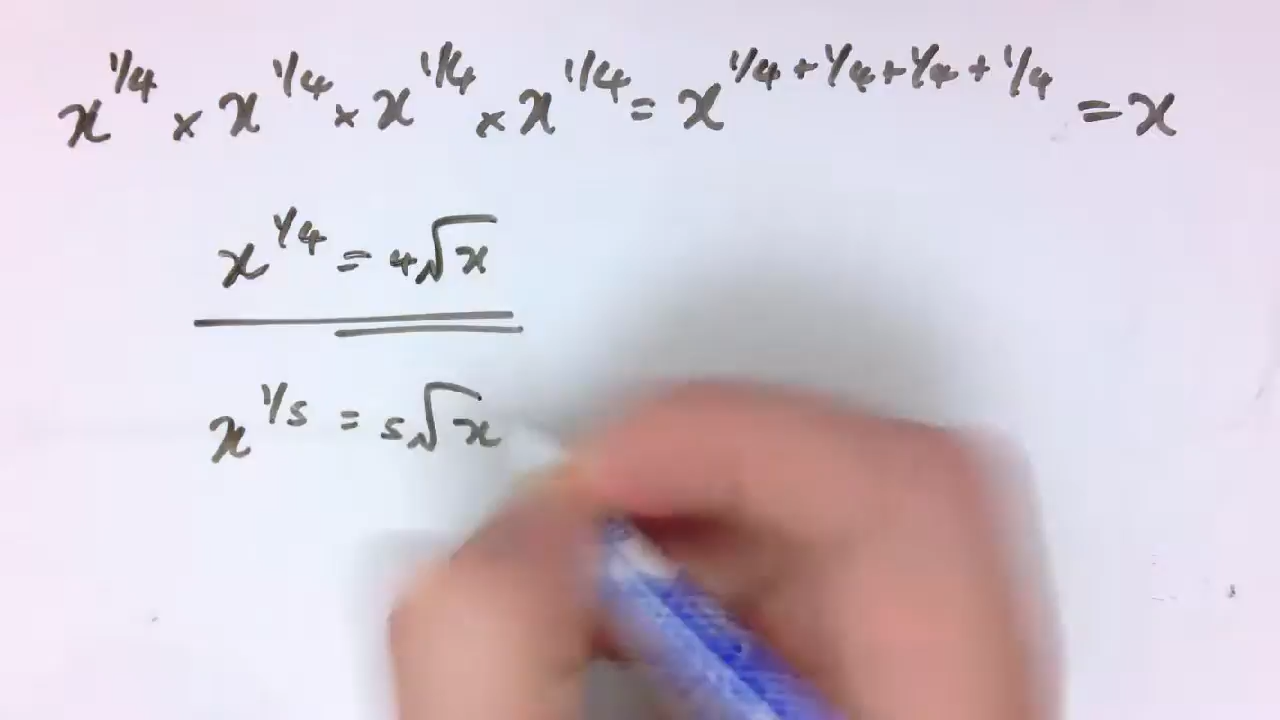 x^1/4 × x^1/4 × x^1/4 × x^1/4 = x^1/4+1/4+1/4+1/4 = x
x^1/4 = 4√x
x^1/5 = 5√x